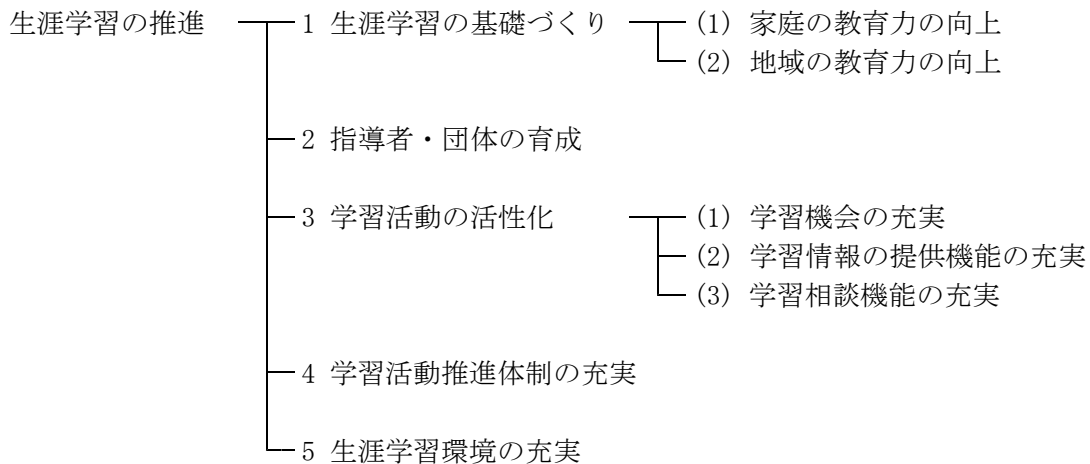 生涯学習の推進 1 生涯学習の基礎づくり (1) 家庭の教育力の向上
(2) 地域の教育力の向上
2 指導者・団体の育成
3 学習活動の活性化 (1) 学習機会の充実
(2) 学習情報の提供機能の充実
(3) 学習相談機能の充実
4 学習活動推進体制の充実
5 生涯学習環境の充実